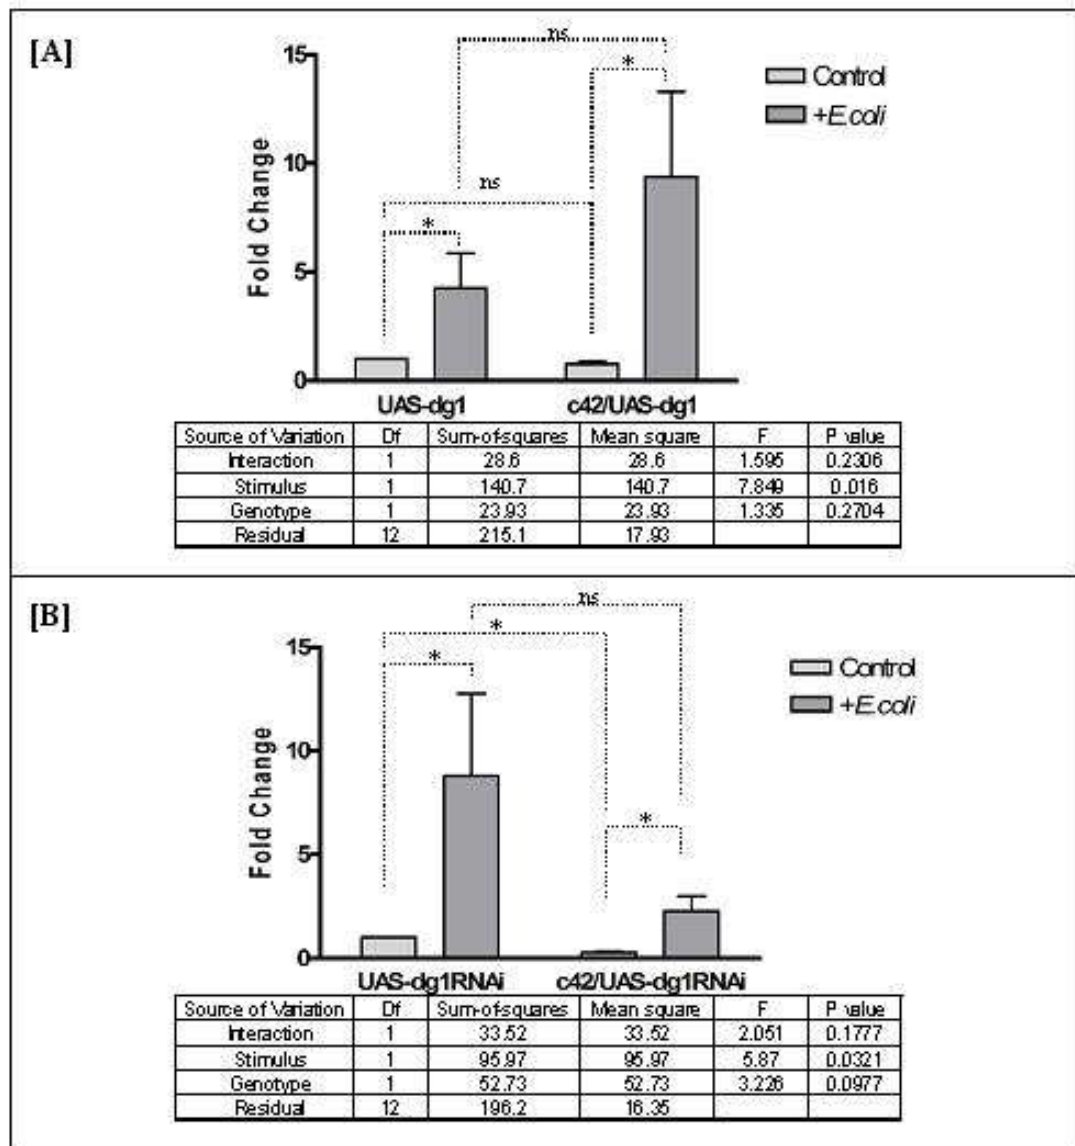 [A]
ns
15
*
Control
+E.coli
10
ns
*
Fold Change
5
0
UAS-dg1 c42/UAS-dg1
Source of Variation Df Sum-of-squares Mean square F P value
Interaction 1 28.6 28.6 1.595 0.2306
Stimulus 1 140.7 140.7 7.849 0.016
Genotype 1 23.93 23.93 1.335 0.2704
Residual 12 215.1 17.93
[B]
ns
*
15
*
Control
+E.coli
10
Fold Change
5
*
0
UAS-dg1RNAi c42/UAS-dg1RNAi
Source of Variation Df Sum-of-squares Mean square F P value
Interaction 1 33.52 33.52 2.051 0.1777
Stimulus 1 95.97 95.97 5.87 0.0321
Genotype 1 52.73 52.73 3.226 0.0977
Residual 12 196.2 16.35